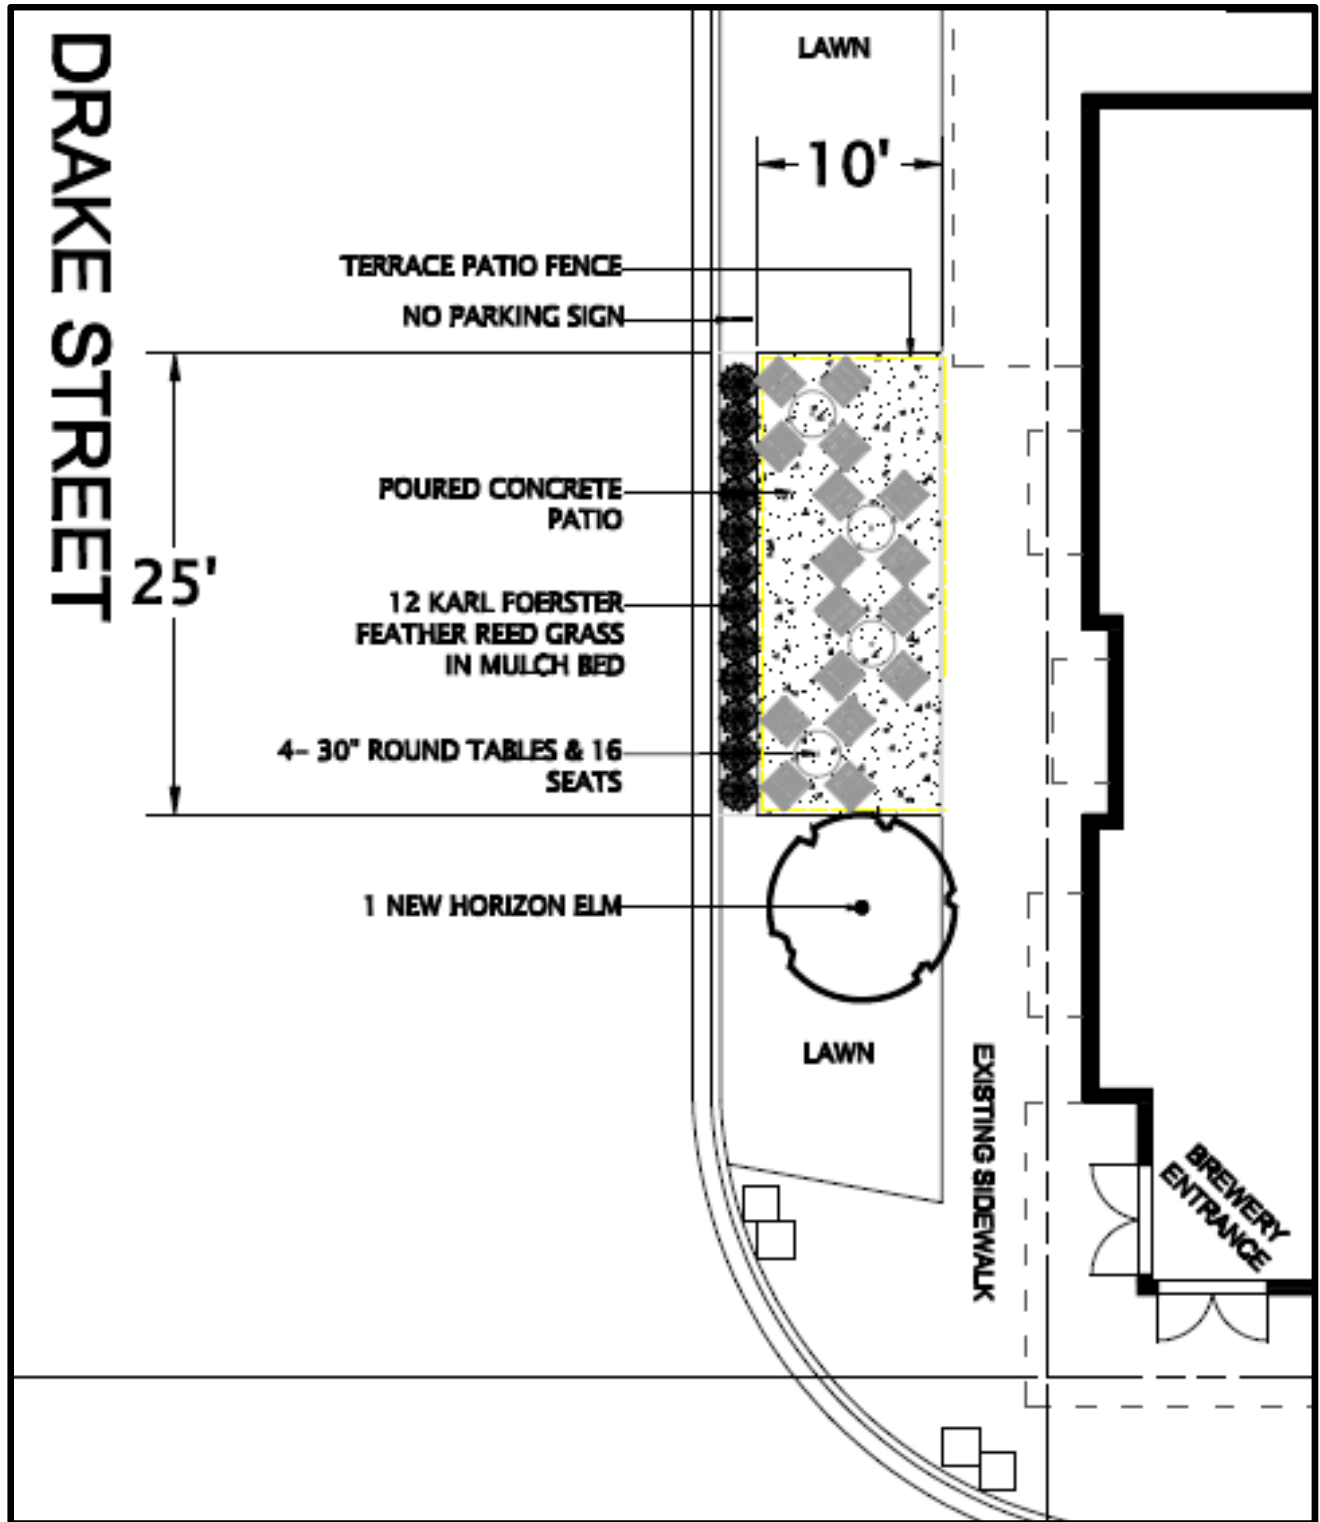 DRAKE STREET
LAWN
10'
TERRACE PATIO FENCE
NO PARKING SIGN
POURED CONCRETE
PATIO
25'
12 KARL FOERSTER
FEATHER REED GRASS
IN MULCH BED
4- 30" ROUND TABLES & 16
SEATS
1 NEW HORIZON ELM
LAWN
EXISTING SIDEWALK
BREWERY
ENTRANCE